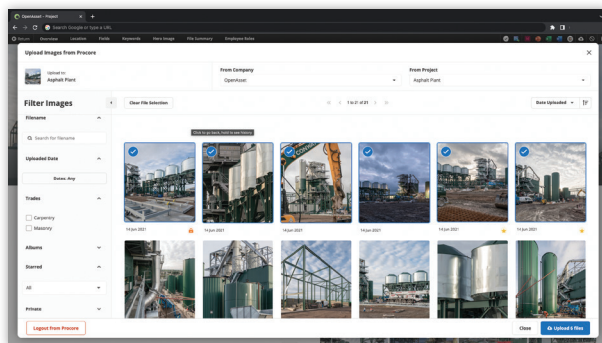 OpenAsset - Project
Search Google or type a URL
Return
Overview
Location
Fields
Keywords
Hero Image
File Summary
Employee Roles
Upload Images from Procore
Upload to:
Asphalt Plant
From Company
OpenAsset
From Project
Asphalt Plant
Filter Images
Clear File Selection
1 to 21 of 21
Date Uploaded
Filename
Click to go back, hold to see history
Search for filename
Uploaded Date
Dates: Any
Trades
Carpentry
Masonry
14 Jun 2021
14 Jun 2021
14 Jun 2021
14 Jun 2021
14 Jun 2021
14 Jun 2021
Albums
Starred
All
Private
Logout from Procore
Close
Upload 6 files